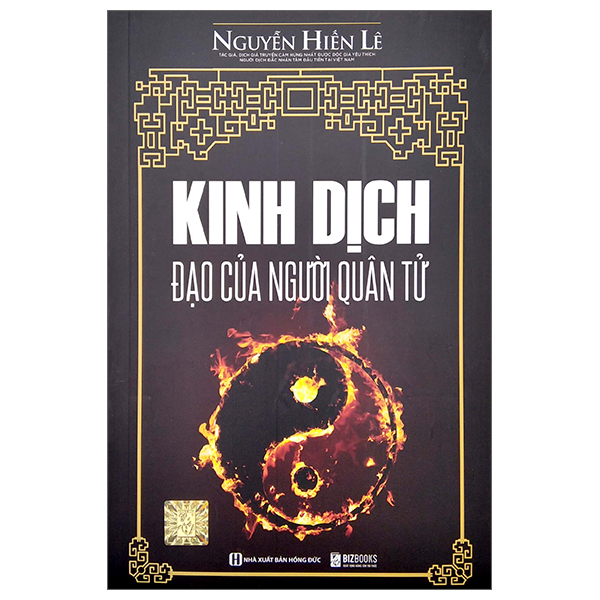 NGUYỄN HIẾN LÊ
TÁC GIẢ, DỊCH GIẢ TRUYỀN CẢM HỨNG NHẤT ĐƯỢC ĐỘC GIẢ YÊU THÍCH
NGƯỜI DỊCH ĐẮC NHÂN TÂM ĐẦU TIÊN TẠI VIỆT NAM
KINH DỊCH
ĐẠO CỦA NGƯỜI QUÂN TỬ
NHÀ XUẤT BẢN HỒNG ĐỨC
BIZBOOKS